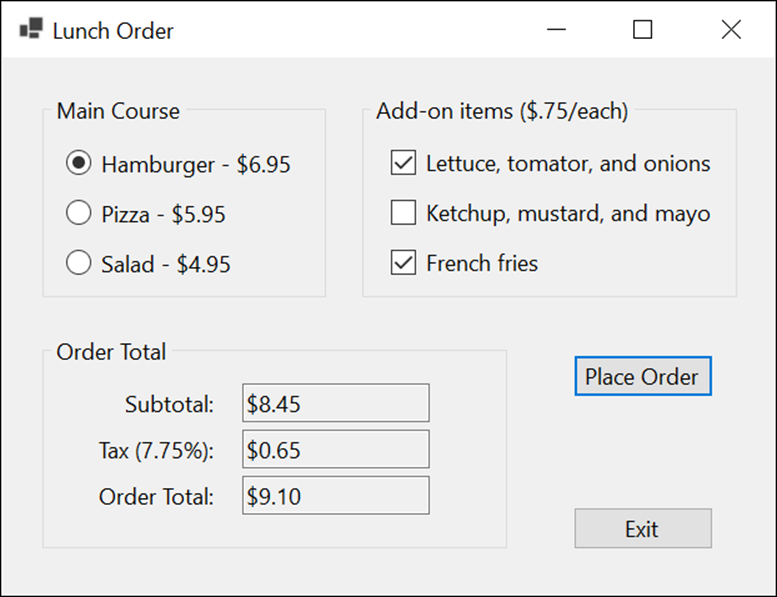 Lunch Order
Main Course
Hamburger - $6.95
Pizza - $5.95
Salad - $4.95
Add-on items ($.75/each)
Lettuce, tomator, and onions
Ketchup, mustard, and mayo
French fries
Order Total
Subtotal: $8.45
Tax (7.75%): $0.65
Order Total: $9.10
Place Order
Exit